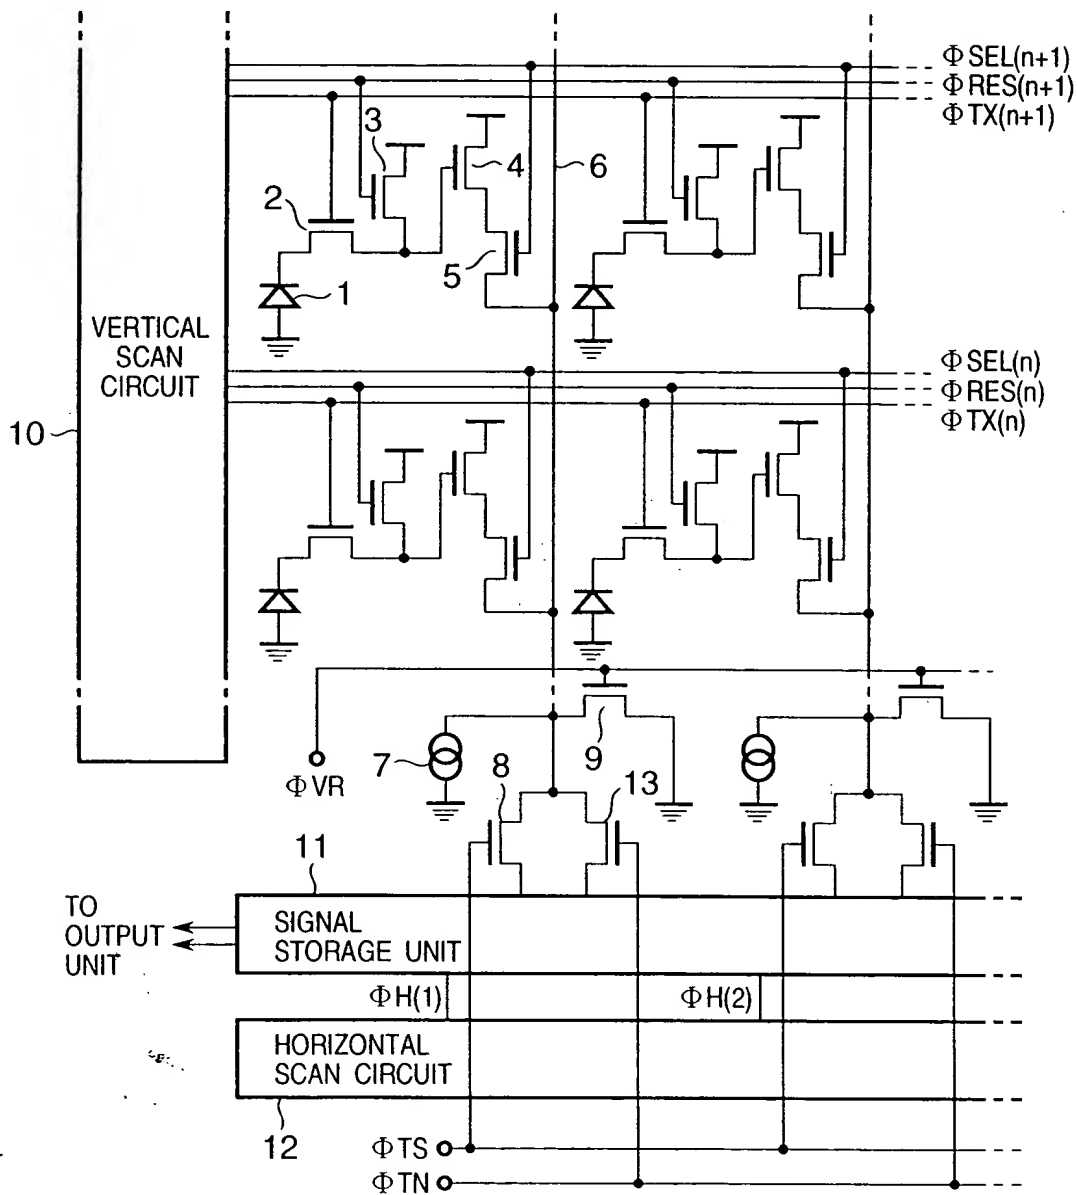 ΦSEL(n+1)
ΦRES(n+1)
ΦTX(n+1)
3
4
6
2
5
1
VERTICAL
SCAN
CIRCUIT
ΦSEL(n)
ΦRES(n)
ΦTX(n)
10
7
9
ΦVR
8
13
11
TO
OUTPUT
UNIT
SIGNAL
STORAGE UNIT
ΦH(1)
ΦH(2)
HORIZONTAL
SCAN CIRCUIT
12
ΦTS
ΦTN